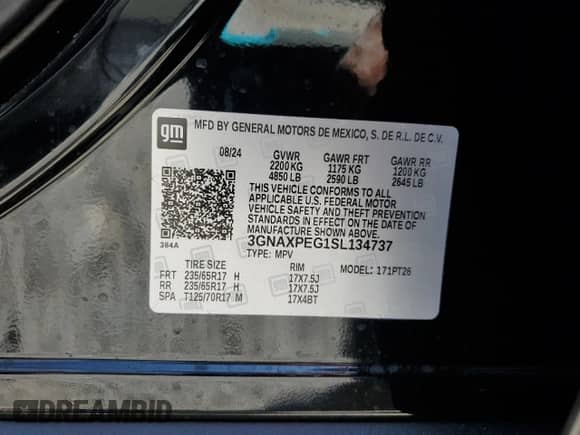 gm
MFD BY GENERAL MOTORS DE MEXICO, S. DE R.L. DE C.V.
08/24 GVWR GAWR FRT GAWR RR
2200 KG 1175 KG 1200 KG
4850 LB 2590 LB 2645 LB
THIS VEHICLE CONFORMS TO ALL
APPLICABLE U.S. FEDERAL MOTOR
VEHICLE SAFETY AND THEFT PREVENTION
STANDARDS IN EFFECT ON THE DATE OF
MANUFACTURE SHOWN ABOVE.
384A 3GNAXPEG1SL134737
TYPE: MPV
TIRE SIZE RIM MODEL: 171PT26
FRT 235/65R17 H 17X7.5J
RR 235/65R17 H 17X7.5J
SPA T125/70R17 M 17X4BT
DREAMBID